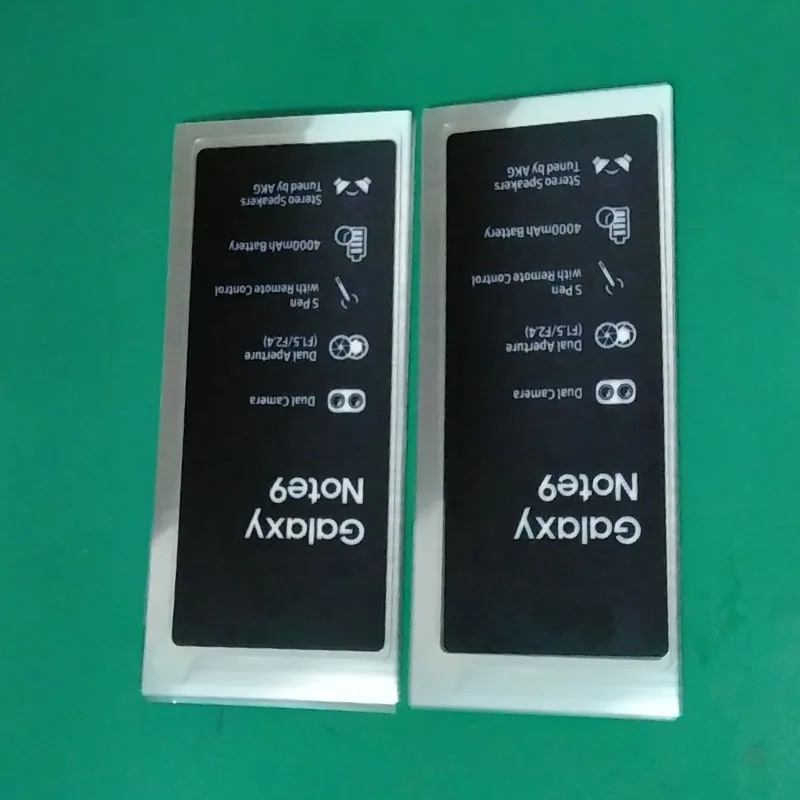 Galaxy
Note9
Dual Camera
Dual Aperture
(F1.5/F2.4)
S Pen
with Remote Control
4000mAh Battery
Stereo Speakers
Tuned by AKG
Galaxy
Note9
Dual Camera
Dual Aperture
(F1.5/F2.4)
S Pen
with Remote Control
4000mAh Battery
Stereo Speakers
Tuned by AKG